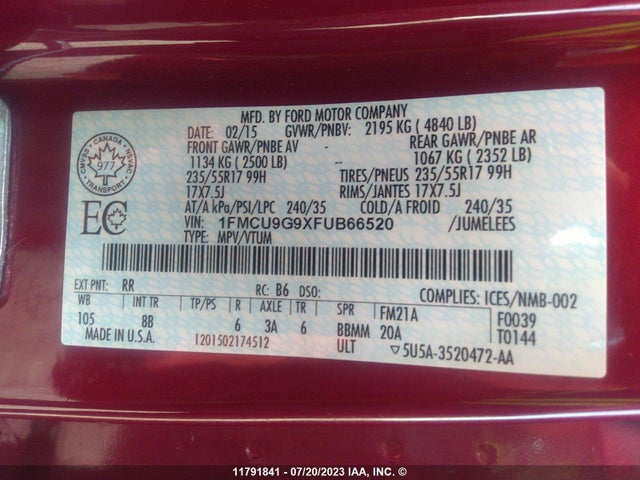 MFD. BY FORD MOTOR COMPANY
DATE: 02/15 GVWR/PNBV: 2195 KG ( 4840 LB)
FRONT GAWR/PNBE AV REAR GAWR/PNBE AR
1134 KG ( 2500 LB) -- 1067 KG ( 2352 LB)
235/55R17 99H TIRES/PNEUS 235/55R17 99H
17X7.5J RIMS/JANTES 17X7.5J
AT/A kPa/PSI/LPC 240/35 COLD/A FROID 240/35
VIN: 1FMCU9G9XFUB66520 /JUMELEES
TYPE: MPV/VTUM
CANADA
CMVSS NSVAC
977
TRANSPORT
EC
EXT PNT: RR RC: B6 DSO:
COMPLIES: ICES/NMB-002
WB INT TR TP/PS R AXLE TR SPR FM21A F0039
105 8B 6 3A 6 BBMM 20A T0144
MADE IN U.S.A. 1201502174512 ULT ▽5U5A-3520472-AA
11791841 - 07/20/2023 IAA, INC. ©